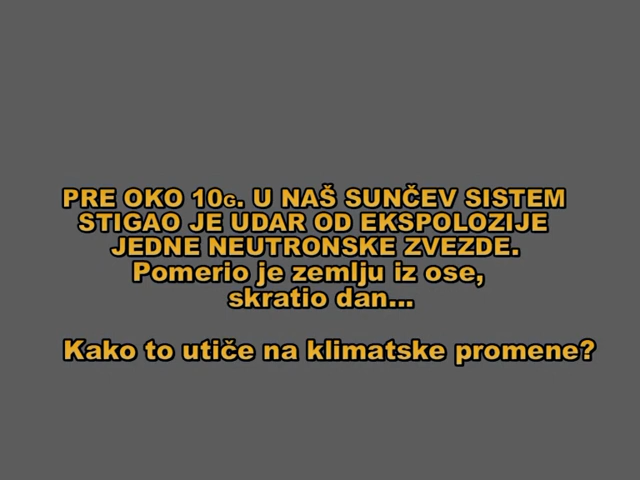 PRE OKO 10G. U NAŠ SUNČEV SISTEM
STIGAO JE UDAR OD EKSPOLOZIJE
JEDNE NEUTRONSKE ZVEZDE.
Pomerio je zemlju iz ose,
skratio dan...
Kako to utiče na klimatske promene?